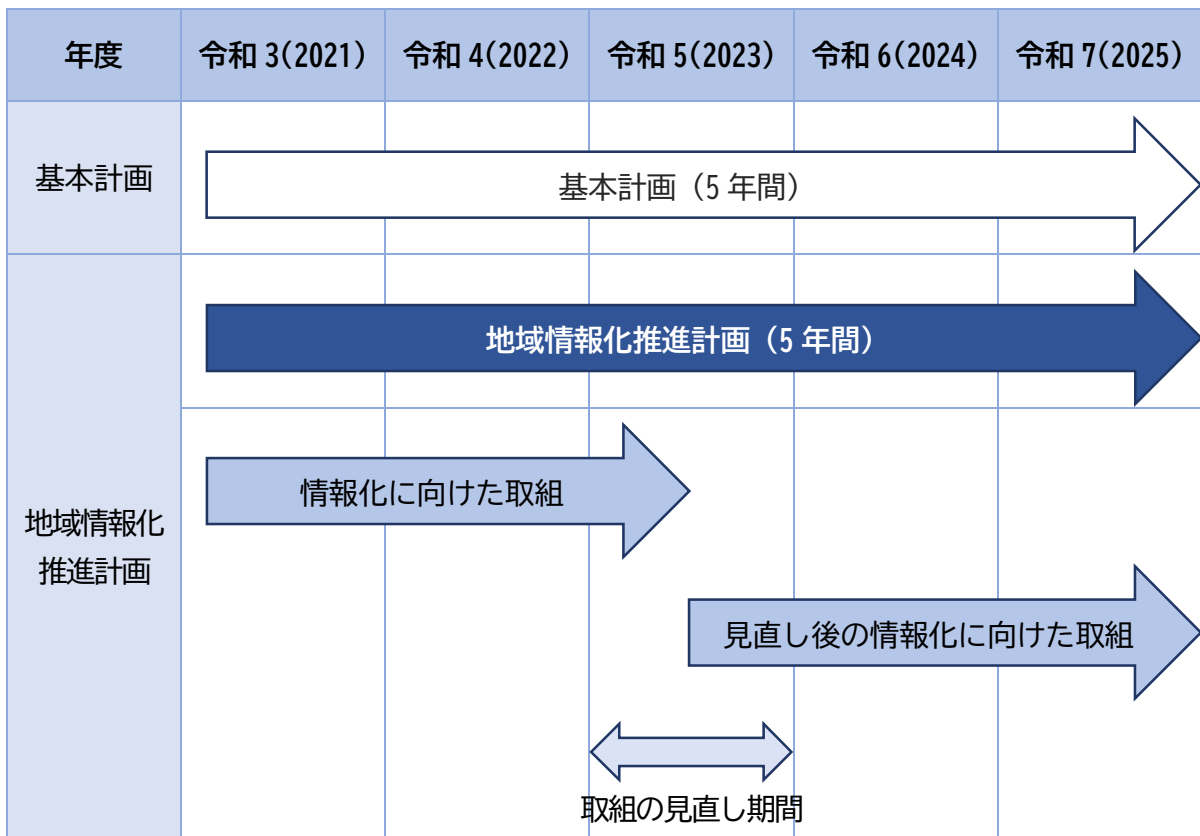 年度 令和 3(2021) 令和 4(2022) 令和 5(2023) 令和 6(2024) 令和 7(2025)
基本計画
基本計画（5 年間）
地域情報化
推進計画
地域情報化推進計画（5 年間）
情報化に向けた取組
見直し後の情報化に向けた取組
取組の見直し期間